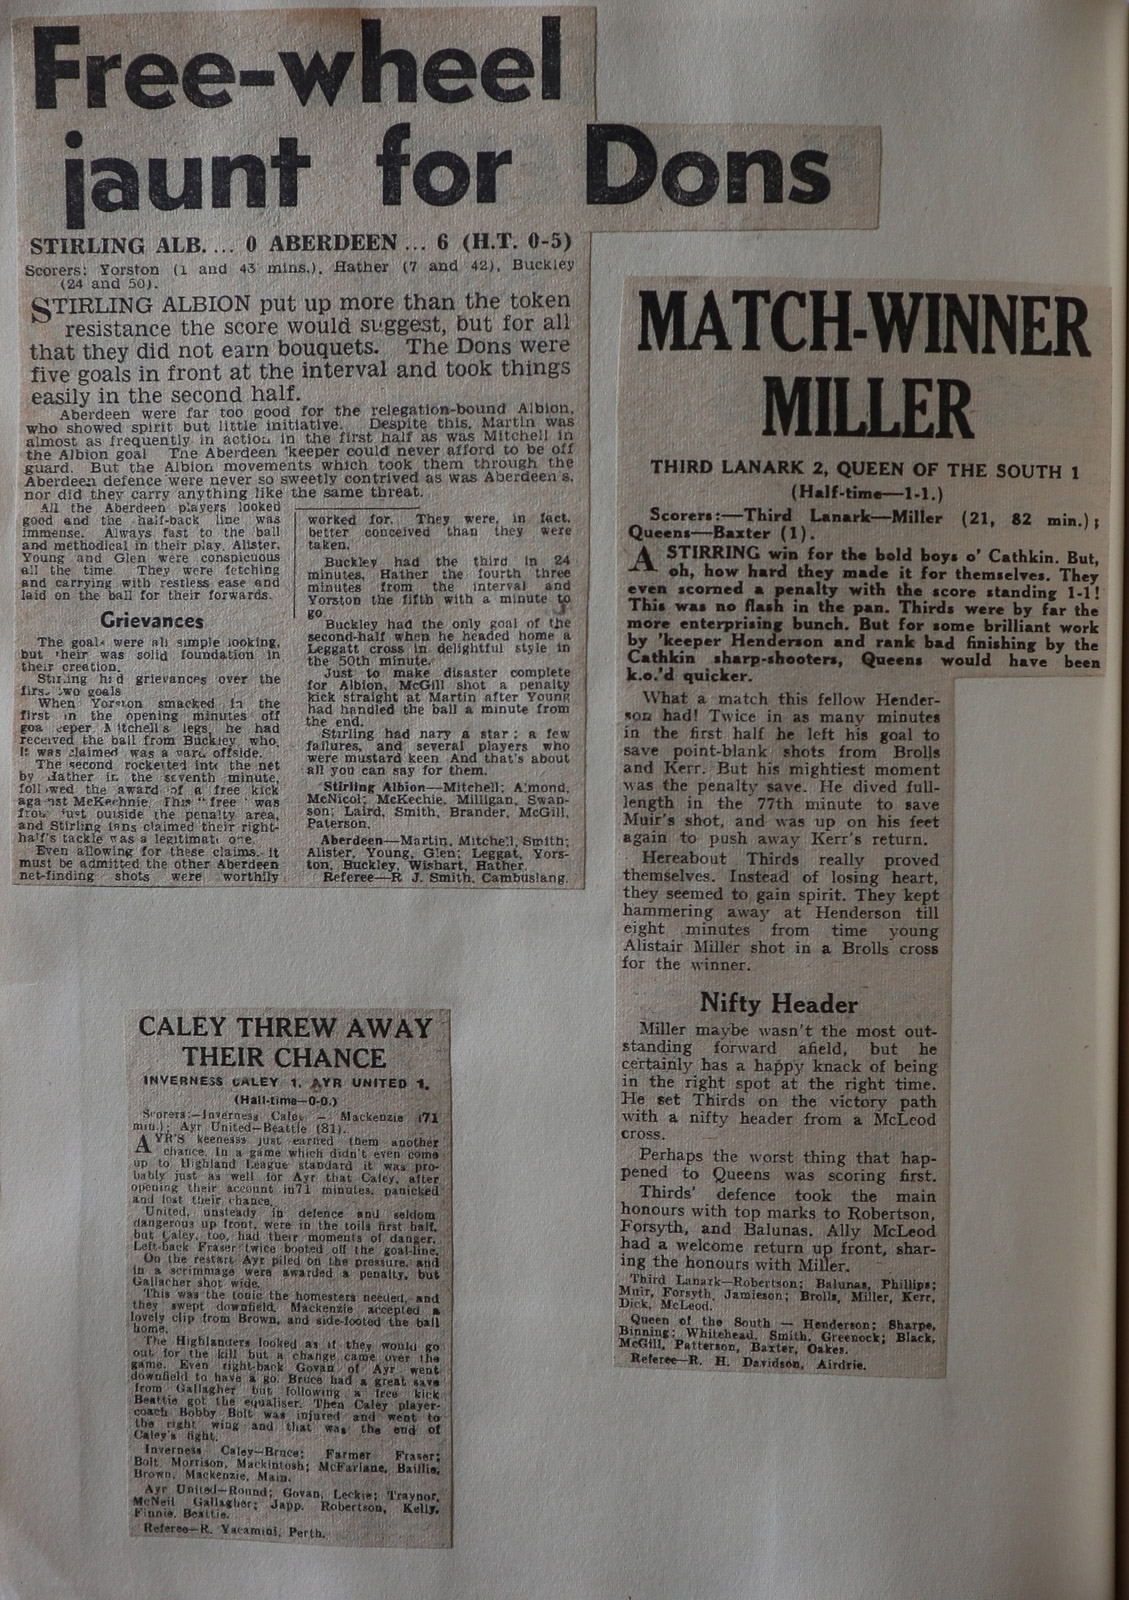 Free-wheel
jaunt for Dons
STIRLING ALB. ... 0 ABERDEEN ... 6 (H.T. 0-5)
Scorers: Yorston (1 and 43 mins.), Hather (7 and 42), Buckley
(24 and 50).
STIRLING ALBION put up more than the token
resistance the score would suggest, but for all
that they did not earn bouquets. The Dons were
five goals in front at the interval and took things
easily in the second half.
Aberdeen were far too good for the relegation-bound Albion,
who showed spirit but little initiative. Despite this, Martin was
almost as frequently in action in the first half as was Mitchell in
the Albion goal The Aberdeen 'keeper could never afford to be off
guard. But the Albion movements which took them through the
Aberdeen defence were never so sweetly contrived as was Aberdeen's,
nor did they carry anything like the same threat.
All the Aberdeen players looked
good and the half-back line was
immense. Always fast to the ball
and methodical in their play, Alister,
Young and Glen were conspicuous
all the time. They were fetching
and carrying with restless ease and
laid on the ball for their forwards.
Grievances
The goals were all simple looking,
but their was solid foundation in
their creation.
Stirling had grievances over the
first two goals
When Yorston smacked in the
first in the opening minutes off
goalkeeper Mitchell's legs, he had
received the ball from Buckley who,
it was claimed was a yard offside.
The second rocketed into the net
by Hather in the seventh minute,
followed the award of a free kick
against McKechnie. This "free" was
from just outside the penalty area,
and Stirling fans claimed their right-
half's tackle was a legitimate one.
Even allowing for these claims, it
must be admitted the other Aberdeen
net-finding shots were worthily
worked for. They were, in fact,
better conceived than they were
taken.
Buckley had the third in 24
minutes, Hather the fourth three
minutes from the interval and
Yorston the fifth with a minute to
go
Buckley had the only goal of the
second-half when he headed home a
Leggatt cross in delightful style in
the 50th minute.
Just to make disaster complete
for Albion, McGill shot a penalty
kick straight at Martin after Young
had handled the ball a minute from
the end.
Stirling had nary a star; a few
failures, and several players who
were mustard keen And that's about
all you can say for them.
Stirling Albion—Mitchell; Almond,
McNicol; McKechie, Milligan, Swan-
son; Laird, Smith, Brander, McGill,
Paterson.
Aberdeen—Martin, Mitchell, Smith;
Alister, Young, Glen; Leggat, Yors-
ton, Buckley, Wishart, Hather.
Referee—R J. Smith, Cambuslang.
MATCH-WINNER
MILLER
THIRD LANARK 2, QUEEN OF THE SOUTH 1
(Half-time—1-1.)
Scorers:—Third Lanark—Miller (21, 82 min.);
Queens—Baxter (1).
A STIRRING win for the bold boys o' Cathkin. But,
oh, how hard they made it for themselves. They
even scorned a penalty with the score standing 1-1!
This was no flash in the pan. Thirds were by far the
more enterprising bunch. But for some brilliant work
by 'keeper Henderson and rank bad finishing by the
Cathkin sharp-shooters, Queens would have been
k.o.'d quicker.
What a match this fellow Hender-
son had! Twice in as many minutes
in the first half he left his goal to
save point-blank shots from Brolls
and Kerr. But his mightiest moment
was the penalty save. He dived full-
length in the 77th minute to save
Muir's shot, and was up on his feet
again to push away Kerr's return.
Hereabout Thirds really proved
themselves. Instead of losing heart,
they seemed to gain spirit. They kept
hammering away at Henderson till
eight minutes from time young
Alistair Miller shot in a Brolls cross
for the winner.
Nifty Header
Miller maybe wasn't the most out-
standing forward afield, but he
certainly has a happy knack of being
in the right spot at the right time.
He set Thirds on the victory path
with a nifty header from a McLeod
cross.
Perhaps the worst thing that hap-
pened to Queens was scoring first.
Thirds' defence took the main
honours with top marks to Robertson,
Forsyth, and Balunas. Ally McLeod
had a welcome return up front, shar-
ing the honours with Miller.
Third Lanark—Robertson; Balunas, Phillips;
Muir, Forsyth, Jamieson; Brolls, Miller, Kerr,
Dick, McLeod.
Queen of the South — Henderson; Sharpe,
Binning; Whitehead, Smith, Greenock; Black,
McGill, Patterson, Baxter, Oakes.
Referee—R. H. Davidson, Airdrie.
CALEY THREW AWAY
THEIR CHANCE
INVERNESS CALEY 1, AYR UNITED 1.
(Half-time—0-0.)
Scorers:—Inverness Caley — Mackenzie (71
min.); Ayr United—Beattie (81).
AYR'S keenness just earned them another
chance. In a game which didn't even come
up to Highland League standard it was pro-
bably just as well for Ayr that Caley, after
opening their account in71 minutes, panicked
and lost their chance.
United, unsteady in defence and seldom
dangerous up front, were in the toils first half,
but Caley, too, had their moments of danger.
Left-back Fraser twice booted off the goal-line.
On the restart Ayr piled on the pressure, and
in a scrimmage were awarded a penalty, but
Gallacher shot wide.
This was the tonic the homesters needed, and
they swept downfield. Mackenzie accepted a
lovely clip from Brown, and side-footed the ball
home.
The Highlanders looked as if they would go
out for the kill but a change came over the
game. Even right-back Govan of Ayr went
downfield to have a go. Bruce had a great save
from Gallagher but following a free kick
Beattie got the equaliser. Then Caley player-
coach Bobby Bolt was injured and went to
the right wing and that was the end of
Caley's fight.
Inverness Caley—Bruce; Farmer Fraser;
Bolt, Morrison, Mackintosh; McFarlane, Baillie,
Brown, Mackenzie, Main.
Ayr United—Round; Govan, Leckie; Traynor,
McNeil Gallagher; Japp. Robertson, Kelly,
Finnie, Beattie.
Referee—R. Yacamini, Perth.